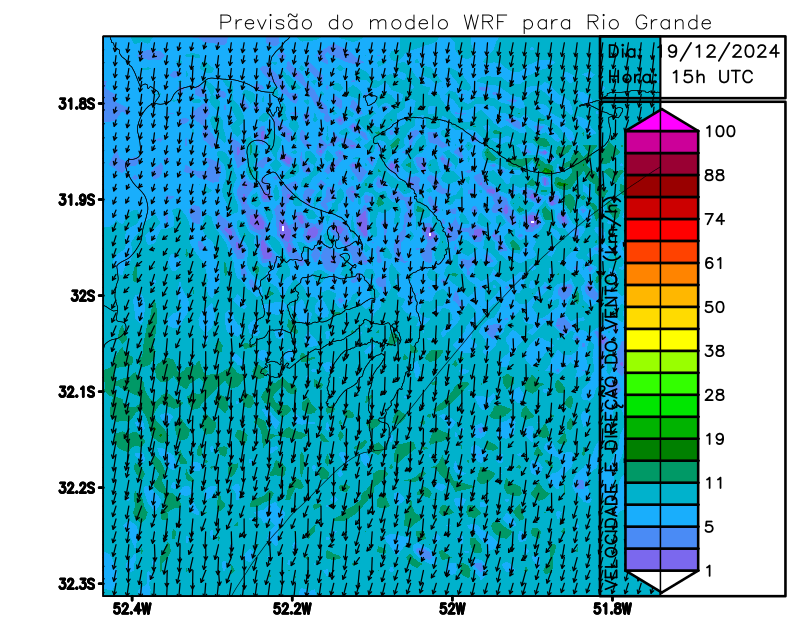 Previsão do modelo WRF para Rio Grande
Dia: 19/12/2024
Hora: 15h UTC
31.8S
31.9S
32S
32.1S
32.2S
32.3S
52.4W
52.2W
52W
51.8W
VELOCIDADE E DIREÇÃO DO VENTO (km/h)
100
88
74
61
50
38
28
19
11
5
1